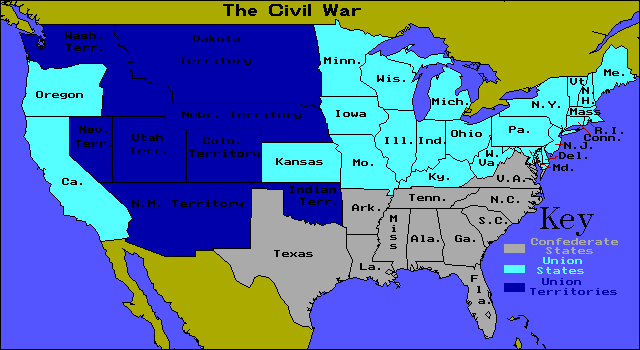 The Civil War
Wash.
Terr.
Dakota
Territory
Minn.
Wis.
Mich.
Me.
Vt
N
H
Mass
N.Y.
R.I.
Conn.
N.J.
Del.
Md.
Oregon
Iowa
Nebr. Territory
Nev.
Terr.
Utah
Terr.
Colo.
Territory
Kansas
Mo.
Ill.
Ind.
Ohio
Pa.
W.
Va
V.A.
Ky.
Ca.
N.M. Territory
Indian
Terr.
Ark.
Tenn.
N.C.
S.C.
Texas
La.
Miss
Ala.
Ga.
Fla.
Key
Confederate
States
Union
States
Union
Territories